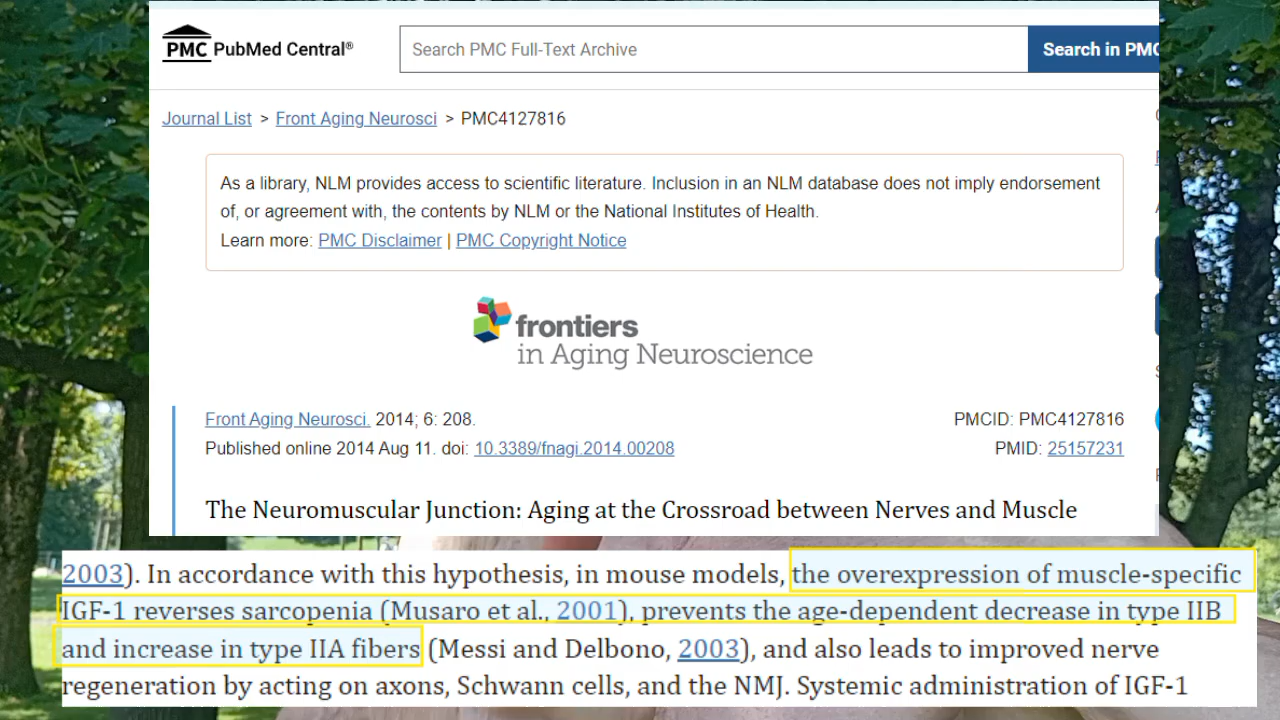 PMC PubMed Central®
Search PMC Full-Text Archive
Search in PMC
Journal List > Front Aging Neurosci > PMC4127816
As a library, NLM provides access to scientific literature. Inclusion in an NLM database does not imply endorsement
of, or agreement with, the contents by NLM or the National Institutes of Health.
Learn more: PMC Disclaimer | PMC Copyright Notice
frontiers
in Aging Neuroscience
Front Aging Neurosci. 2014; 6: 208.
PMCID: PMC4127816
Published online 2014 Aug 11. doi: 10.3389/fnagi.2014.00208
PMID: 25157231
The Neuromuscular Junction: Aging at the Crossroad between Nerves and Muscle
2003). In accordance with this hypothesis, in mouse models, the overexpression of muscle-specific
IGF-1 reverses sarcopenia (Musaro et al., 2001), prevents the age-dependent decrease in type IIB
and increase in type IIA fibers (Messi and Delbono, 2003), and also leads to improved nerve
regeneration by acting on axons, Schwann cells, and the NMJ. Systemic administration of IGF-1